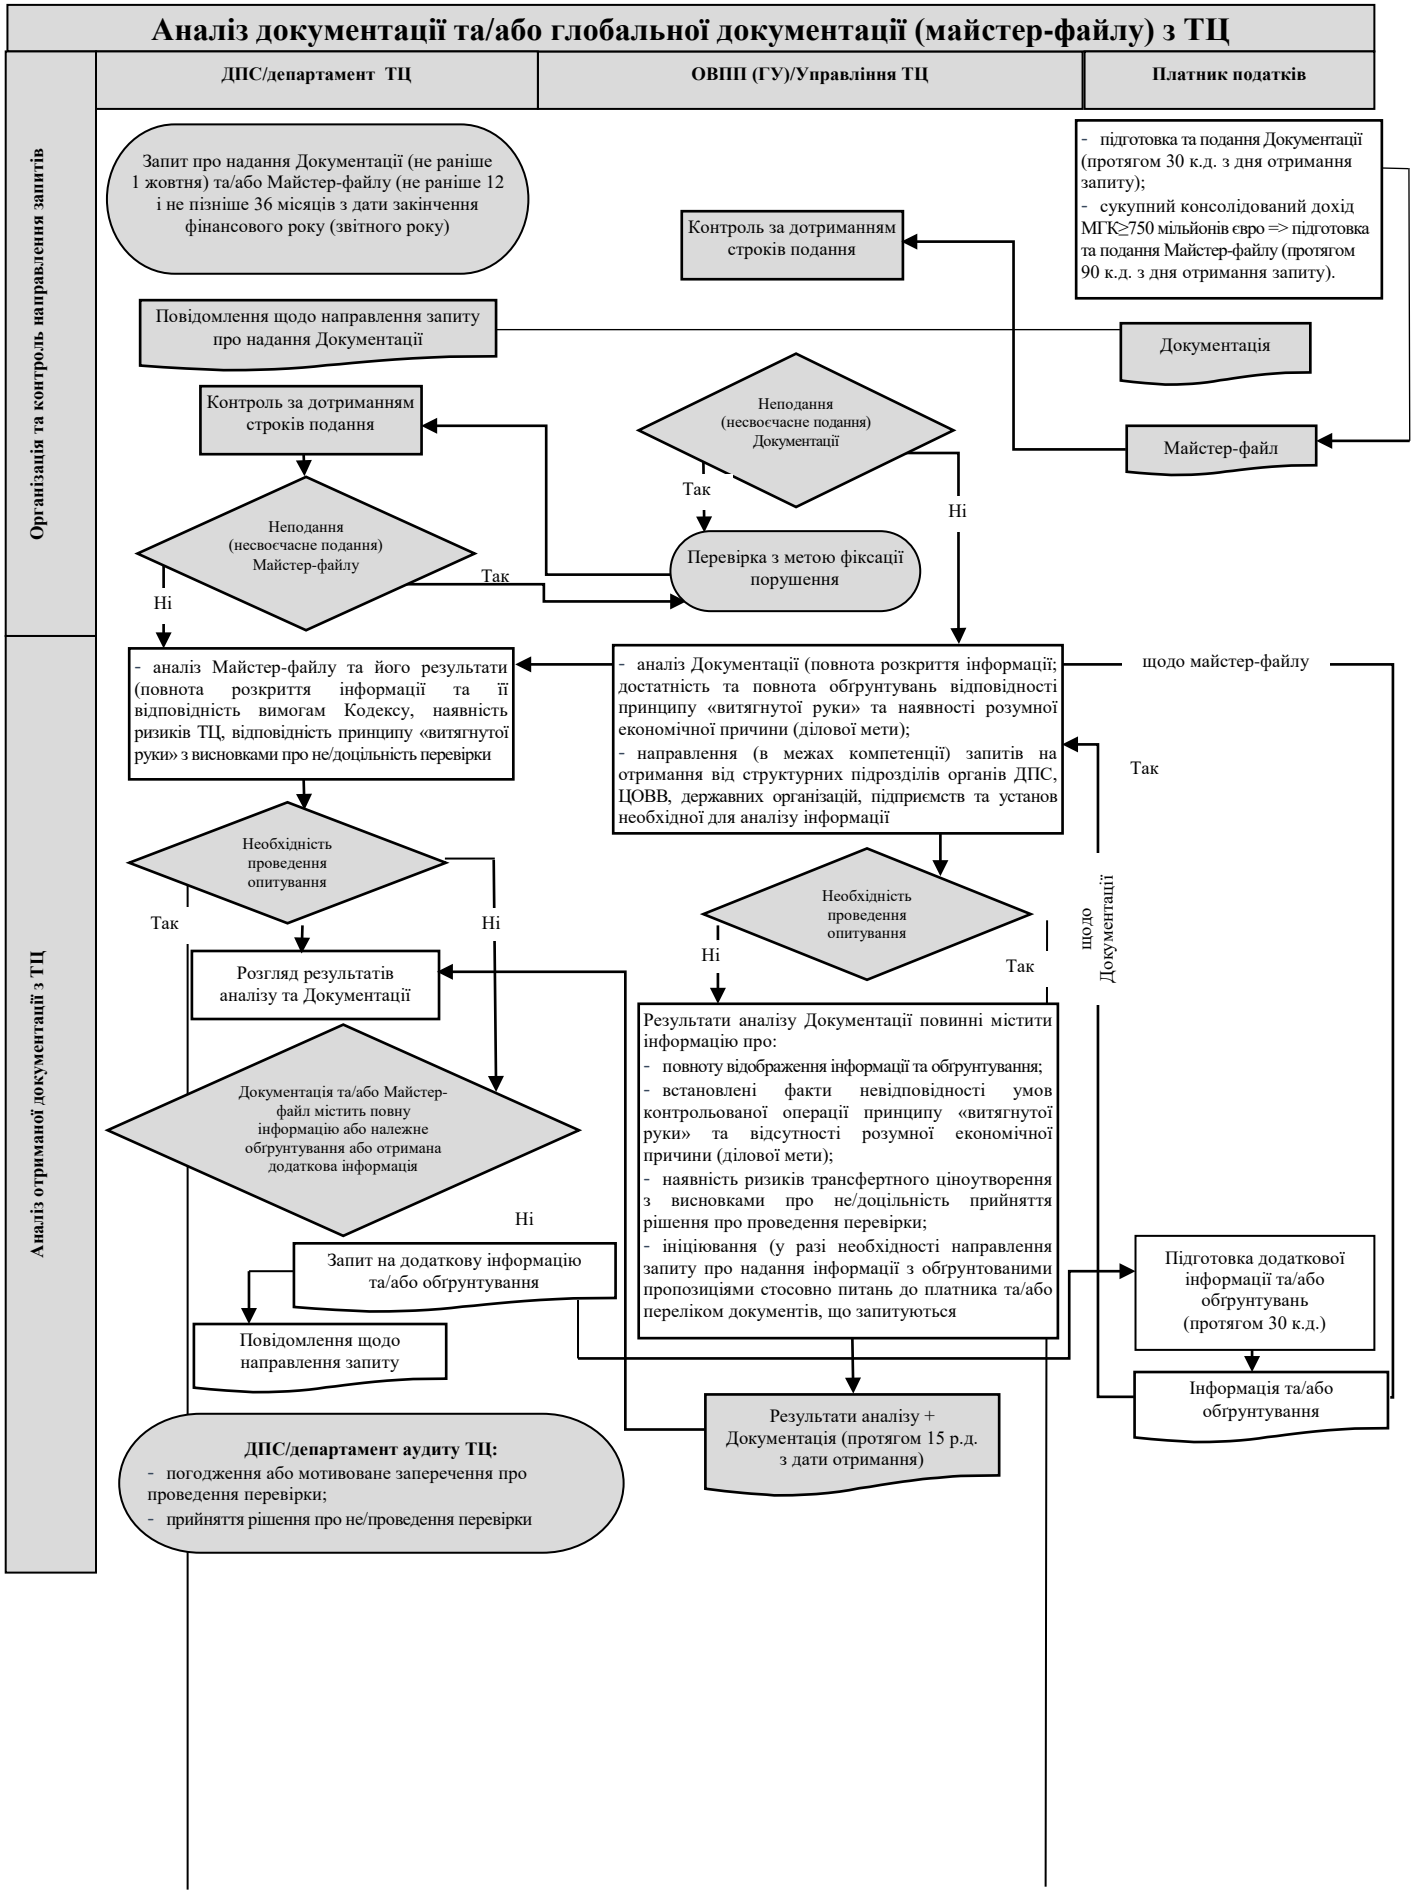 Аналіз документації та/або глобальної документації (майстер-файлу) з ТЦ
ДПС/департамент ТЦ
ОВПП (ГУ)/Управління ТЦ
Платник податків
Організація та контроль направлення запитів
Запит про надання Документації (не раніше
1 жовтня) та/або Майстер-файлу (не раніше 12
і не пізніше 36 місяців з дати закінчення
фінансового року (звітного року)
- підготовка та подання Документації
(протягом 30 к.д. з дня отримання
запиту);
- сукупний консолідований дохід
МГК≥750 мільйонів євро => підготовка
та подання Майстер-файлу (протягом
90 к.д. з дня отримання запиту).
Контроль за дотриманням
строків подання
Повідомлення щодо направлення запиту
про надання Документації
Документація
Контроль за дотриманням
строків подання
Неподання
(несвоєчасне подання)
Документації
Майстер-файл
Так
Ні
Неподання
(несвоєчасне подання)
Майстер-файлу
Перевірка з метою фіксації
порушення
Так
Ні
Аналіз отриманої документації з ТЦ
- аналіз Майстер-файлу та його результати
(повнота розкриття інформації та її
відповідність вимогам Кодексу, наявність
ризиків ТЦ, відповідність принципу «витягнутої
руки» з висновками про не/доцільність перевірки
- аналіз Документації (повнота розкриття інформації;
достатність та повнота обґрунтувань відповідності
принципу «витягнутої руки» та наявності розумної
економічної причини (ділової мети);
- направлення (в межах компетенції) запитів на
отримання від структурних підрозділів органів ДПС,
ЦОВВ, державних організацій, підприємств та установ
необхідної для аналізу інформації
щодо майстер-файлу
Так
Необхідність
проведення
опитування
Необхідність
проведення
опитування
щодо
Документації
Так
Ні
Ні
Так
Розгляд результатів
аналізу та Документації
Результати аналізу Документації повинні містити
інформацію про:
- повноту відображення інформації та обґрунтування;
- встановлені факти невідповідності умов
контрольованої операції принципу «витягнутої
руки» та відсутності розумної економічної
причини (ділової мети);
- наявність ризиків трансфертного ціноутворення
з висновками про не/доцільність прийняття
рішення про проведення перевірки;
- ініціювання (у разі необхідності направлення
запиту про надання інформації з обґрунтованими
пропозиціями стосовно питань до платника та/або
переліком документів, що запитуються
Документація та/або Майстер-
файл містить повну
інформацію або належне
обґрунтування або отримана
додаткова інформація
Ні
Запит на додаткову інформацію
та/або обґрунтування
Підготовка додаткової
інформації та/або
обґрунтувань
(протягом 30 к.д.)
Повідомлення щодо
направлення запиту
Інформація та/або
обґрунтування
Результати аналізу +
Документація (протягом 15 р.д.
з дати отримання)
ДПС/департамент аудиту ТЦ:
- погодження або мотивоване заперечення про
проведення перевірки;
- прийняття рішення про не/проведення перевірки